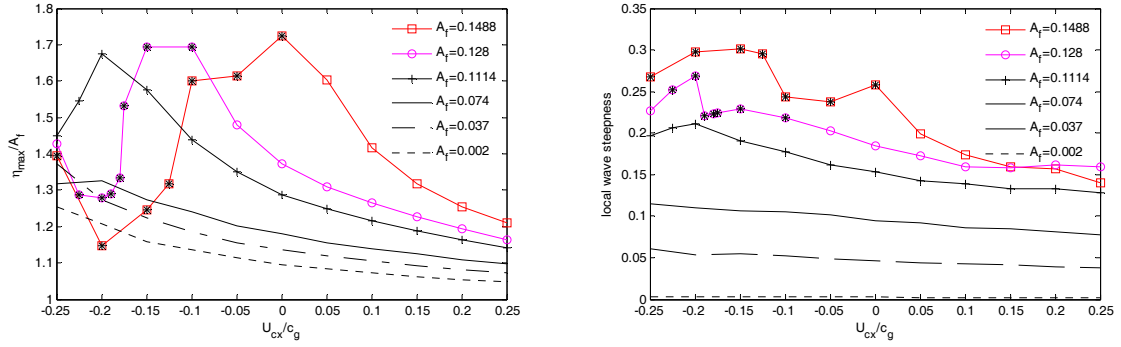 1.8
1.7
1.6
1.5
1.4
1.3
1.2
1.1
1
-0.25 -0.2 -0.15 -0.1 -0.05 0 0.05 0.1 0.15 0.2 0.25
η_max/A_f
U_cx/c_g
A_f=0.1488
A_f=0.128
A_f=0.1114
A_f=0.074
A_f=0.037
A_f=0.002
0.35
0.3
0.25
0.2
0.15
0.1
0.05
0
-0.25 -0.2 -0.15 -0.1 -0.05 0 0.05 0.1 0.15 0.2 0.25
local wave steepness
U_cx/c_g
A_f=0.1488
A_f=0.128
A_f=0.1114
A_f=0.074
A_f=0.037
A_f=0.002